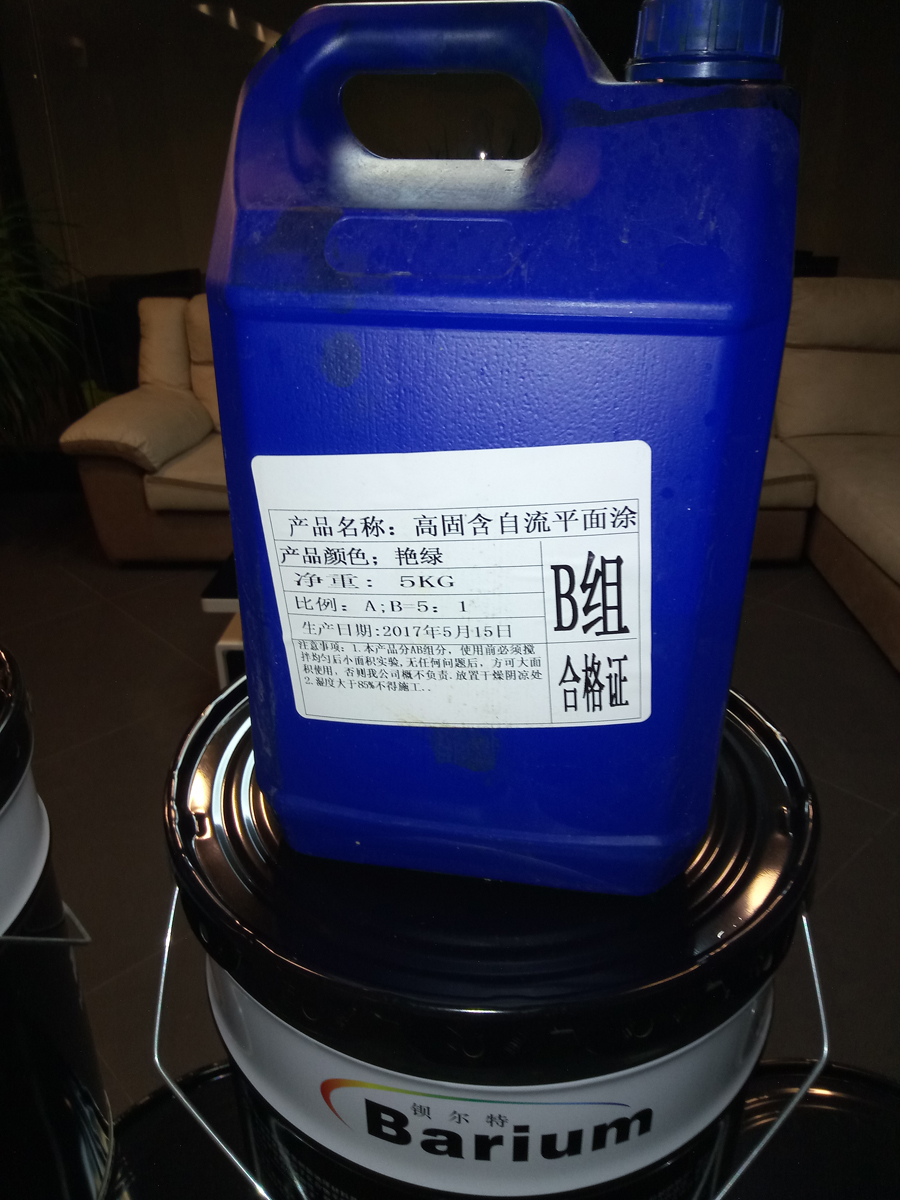 产品名称：高固含自流平面涂
产品颜色；艳绿
净重：5KG
比例：A;B=5：1
生产日期:2017年5月15日
B组
注意事项：1.本产品分AB组分，使用前必须搅
拌均匀后小面积实验,无任何问题后，方可大面
积使用，否则我公司概不负责.放置干燥阴凉处
2.湿度大于85%不得施工..
合格证
钡尔特
Barium